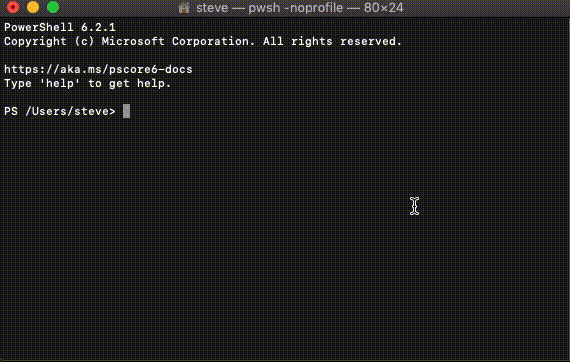 steve — pwsh -noprofile — 80×24
PowerShell 6.2.1
Copyright (c) Microsoft Corporation. All rights reserved.
https://aka.ms/pscore6-docs
Type 'help' to get help.
PS /Users/steve>